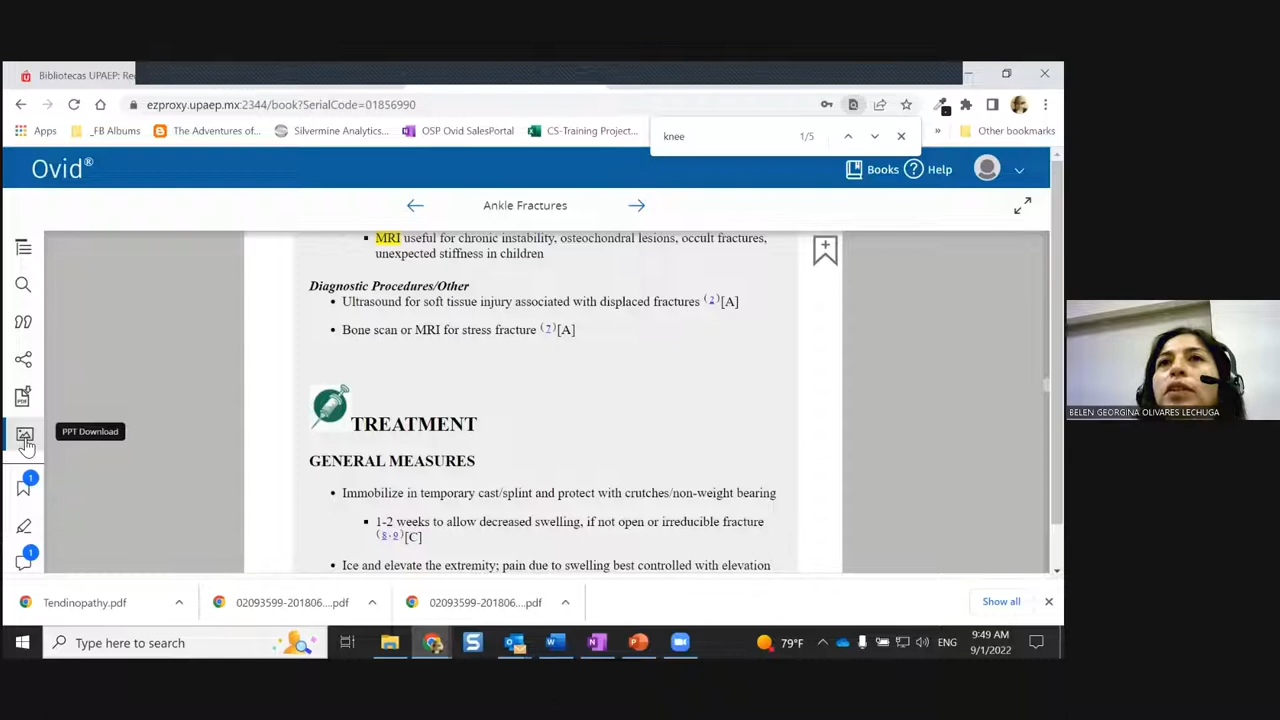 Bibliotecas UPAEP: Re
ezproxy.upaep.mx:2344/book?SerialCode=01856990
Apps
_FB Albums
The Adventures of...
Silvermine Analytic...
OSP Ovid SalesPortal
CS-Training Project...
»
Other bookmarks
knee 1/5
Ovid®
Books
Help
Ankle Fractures
▪ MRI useful for chronic instability, osteochondral lesions, occult fractures,
unexpected stiffness in children
Diagnostic Procedures/Other
• Ultrasound for soft tissue injury associated with displaced fractures (2)[A]
• Bone scan or MRI for stress fracture (7)[A]
PDF
PPT Download
TREATMENT
GENERAL MEASURES
1
• Immobilize in temporary cast/splint and protect with crutches/non-weight bearing
▪ 1-2 weeks to allow decreased swelling, if not open or irreducible fracture
(8,9)[C]
1
• Ice and elevate the extremity; pain due to swelling best controlled with elevation
Tendinopathy.pdf
02093599-201806....pdf
02093599-201806....pdf
Show all
Type here to search
79°F
ENG
9:49 AM
9/1/2022
BELEN GEORGINA OLIVARES LECHUGA